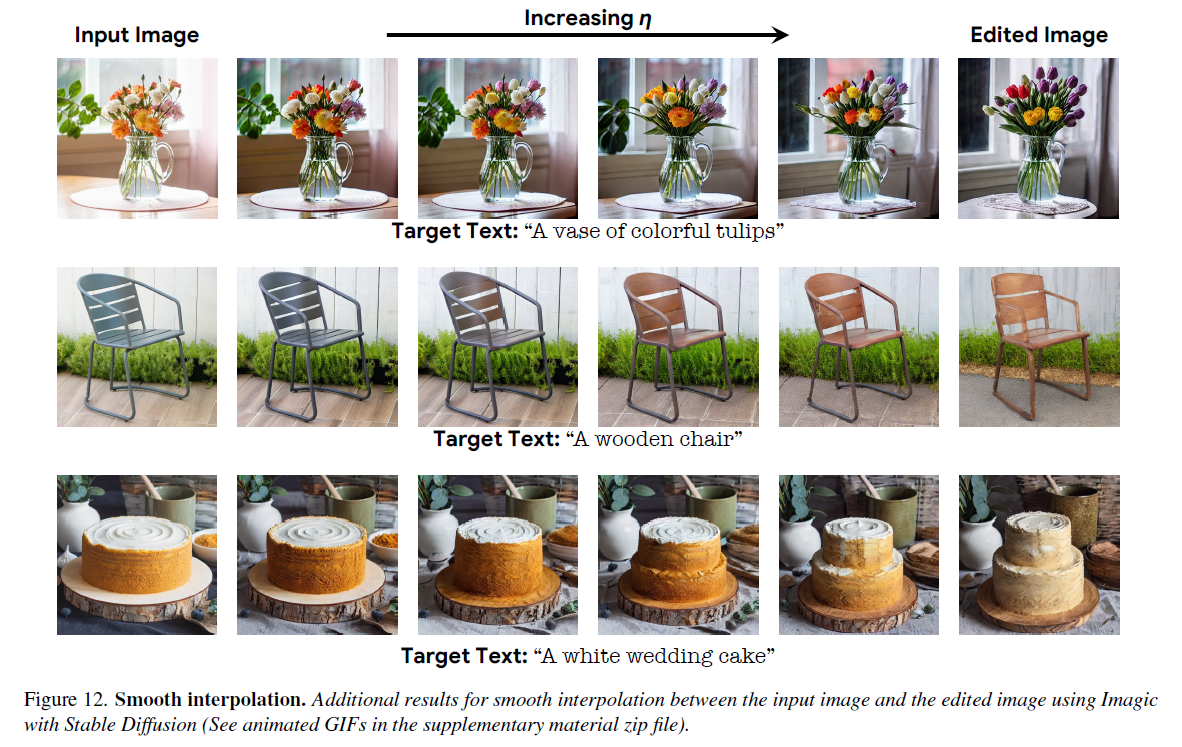 Increasing η
Input Image
Edited Image
Target Text: “A vase of colorful tulips”
Target Text: “A wooden chair”
Target Text: “A white wedding cake”
Figure 12. Smooth interpolation. Additional results for smooth interpolation between the input image and the edited image using Imagic
with Stable Diffusion (See animated GIFs in the supplementary material zip file).